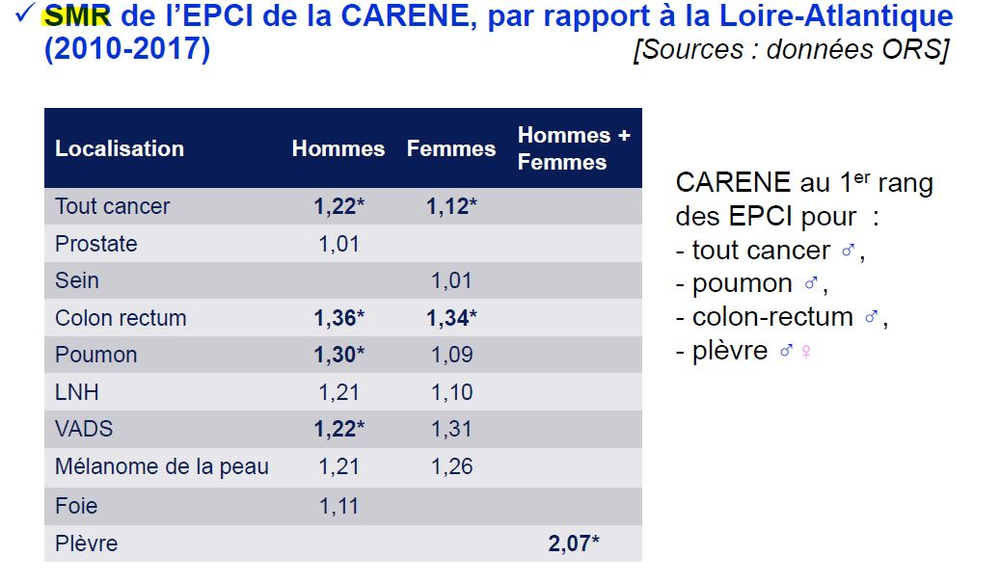 ✓ SMR de l’EPCI de la CARENE, par rapport à la Loire-Atlantique
(2010-2017) [Sources : données ORS]
Localisation Hommes Femmes Hommes + Femmes
Tout cancer 1,22* 1,12*
Prostate 1,01
Sein 1,01
Colon rectum 1,36* 1,34*
Poumon 1,30* 1,09
LNH 1,21 1,10
VADS 1,22* 1,31
Mélanome de la peau 1,21 1,26
Foie 1,11
Plèvre 2,07*
CARENE au 1er rang
des EPCI pour :
- tout cancer ♂,
- poumon ♂,
- colon-rectum ♂,
- plèvre ♂♀